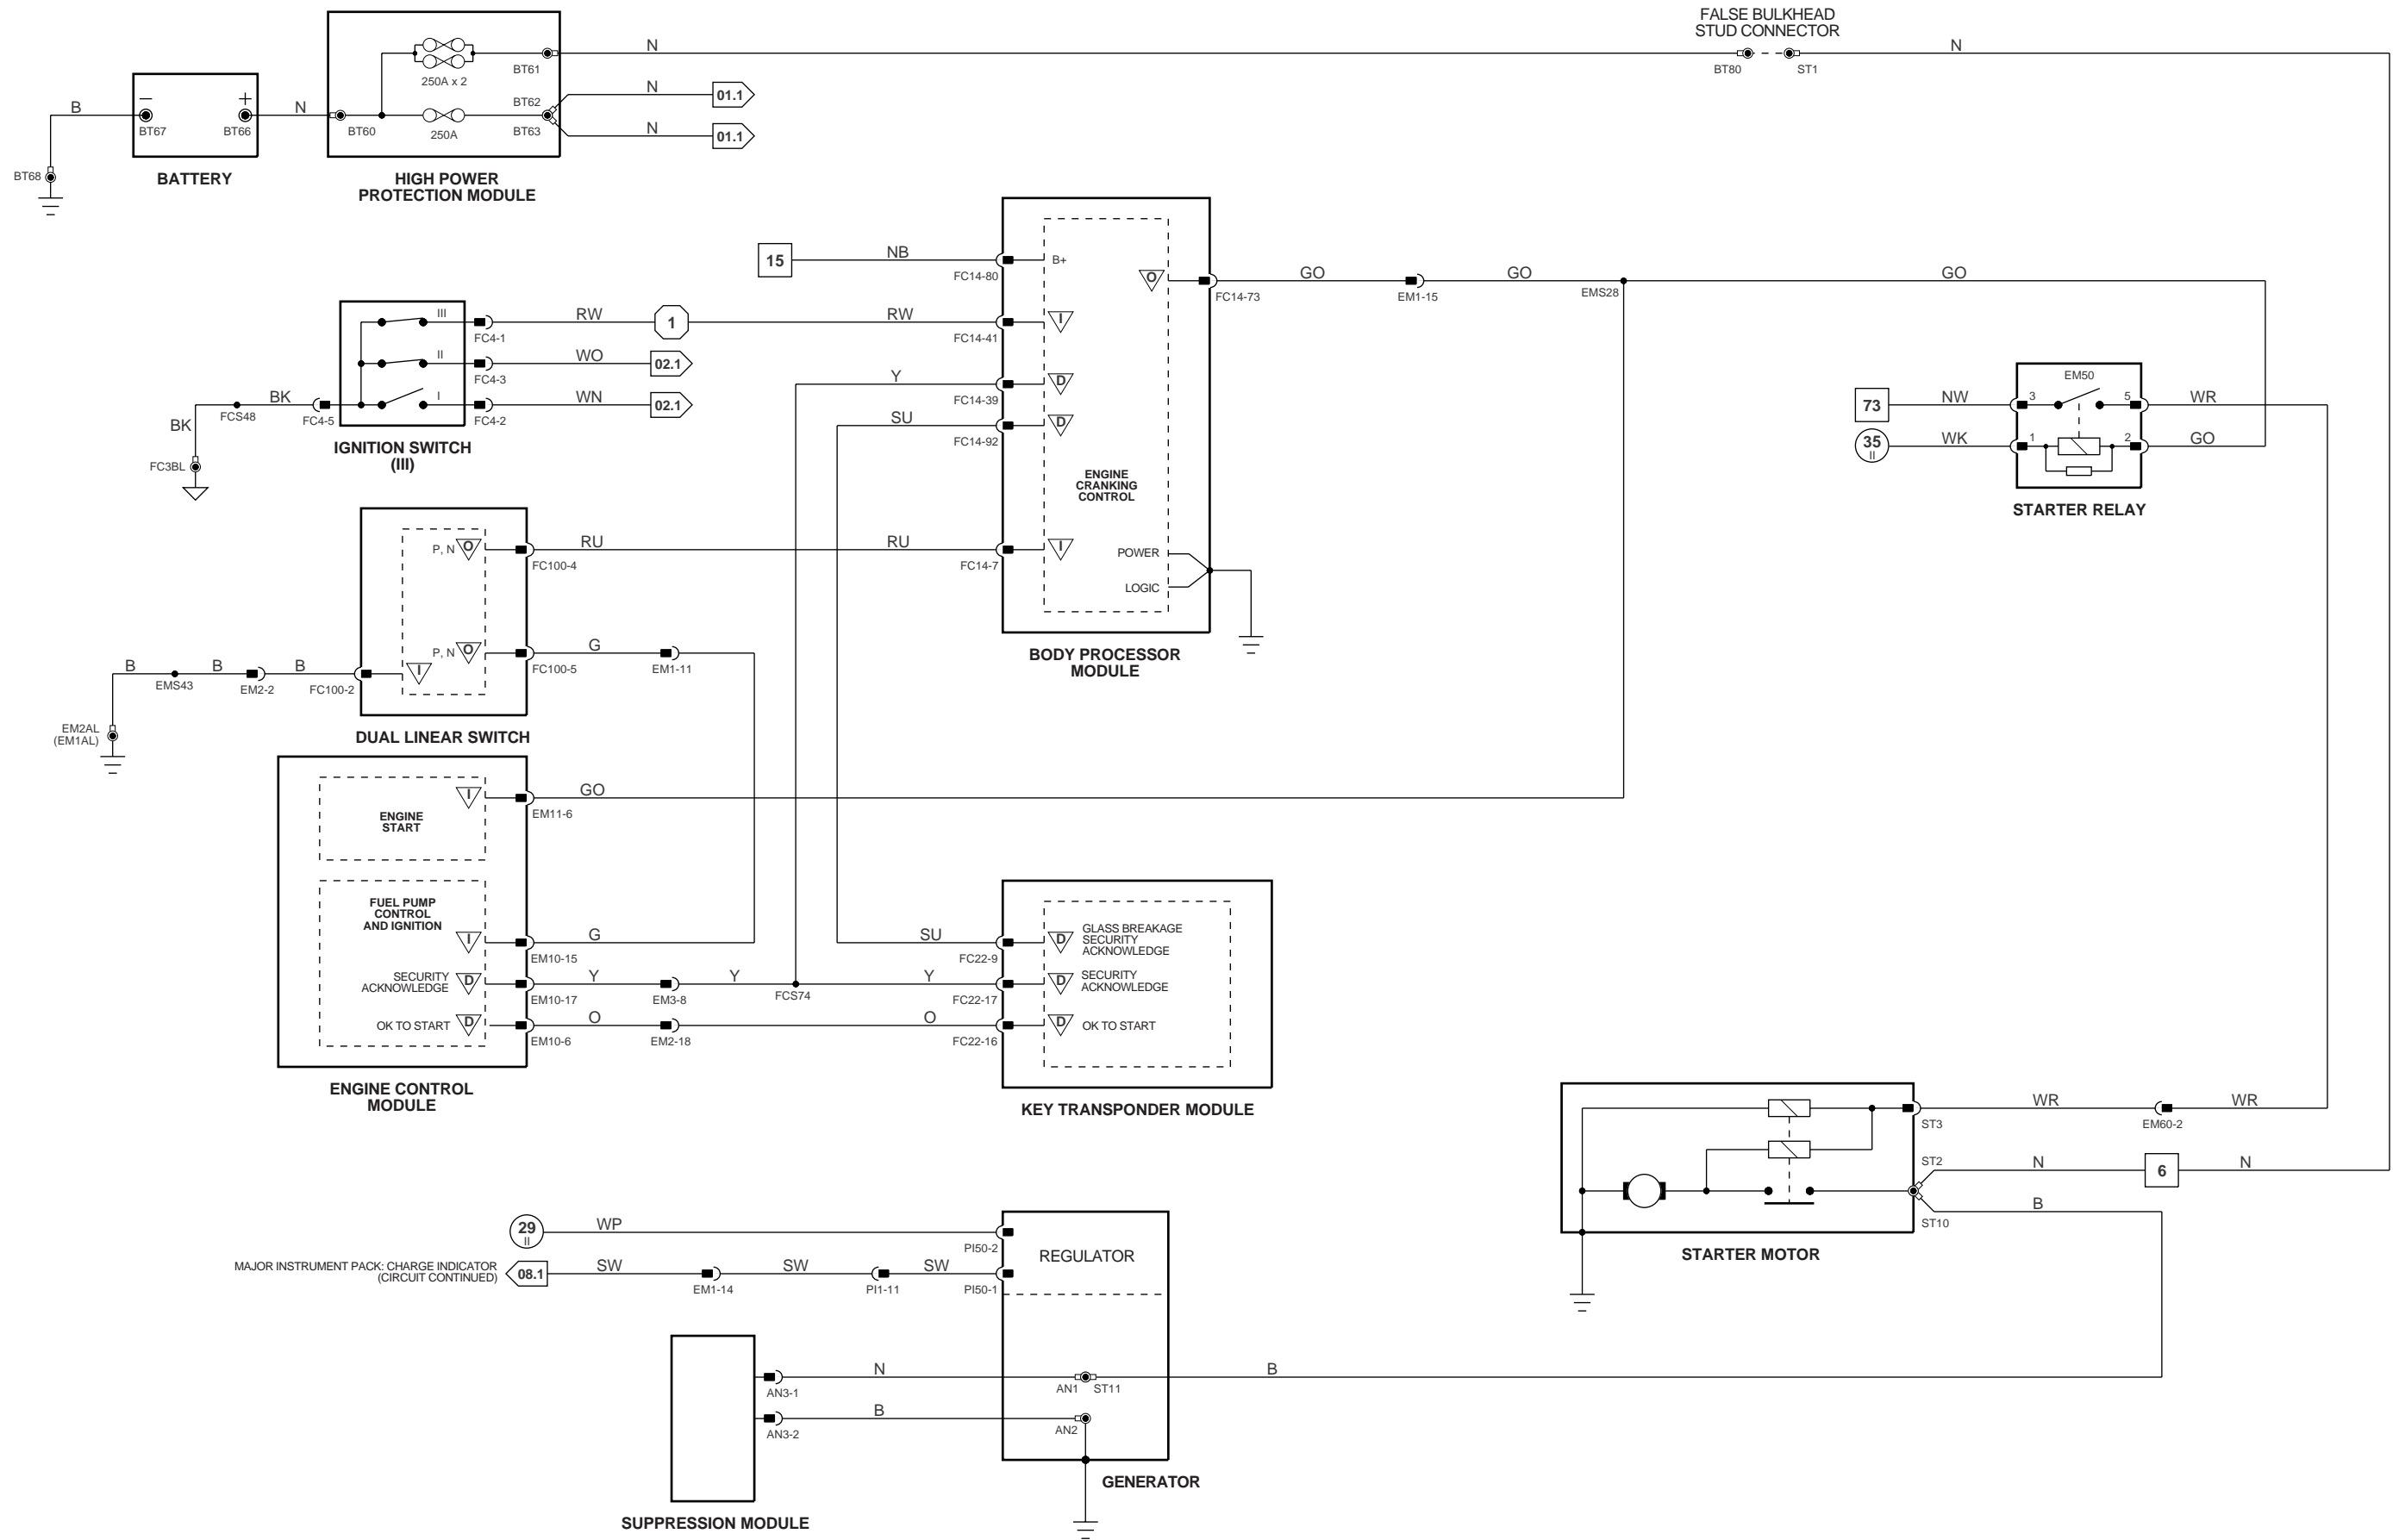 FALSE BULKHEAD
STUD CONNECTOR
N
N
BT80
ST1
250A x 2
BT61
N
01.1
BT62
B
BT67
BT66
N
BT60
250A
BT63
N
01.1
BT68
BATTERY
HIGH POWER
PROTECTION MODULE
15
NB
FC14-80
B+
O
FC14-73
GO
EM1-15
GO
EMS28
GO
III
FC4-1
RW
1
RW
FC14-41
I
II
FC4-3
WO
02.1
I
FC4-2
WN
02.1
BK
FCS48
BK
FC4-5
FC3BL
IGNITION SWITCH
(III)
Y
FC14-39
D
SU
FC14-92
D
ENGINE
CRANKING
CONTROL
EM50
73
NW
3
5
WR
35
II
WK
1
2
GO
STARTER RELAY
P, N
O
FC100-4
RU
RU
FC14-7
I
POWER
LOGIC
BODY PROCESSOR
MODULE
P, N
O
FC100-5
G
EM1-11
I
B
EMS43
B
EM2-2
B
FC100-2
EM2AL
(EM1AL)
DUAL LINEAR SWITCH
ENGINE
START
I
EM11-6
GO
FUEL PUMP
CONTROL
AND IGNITION
I
EM10-15
G
SECURITY
ACKNOWLEDGE
D
EM10-17
Y
EM3-8
Y
FCS74
Y
FC22-17
D
SECURITY
ACKNOWLEDGE
SU
FC22-9
D
GLASS BREAKAGE
SECURITY
ACKNOWLEDGE
OK TO START
D
EM10-6
O
EM2-18
O
FC22-16
D
OK TO START
ENGINE CONTROL
MODULE
KEY TRANSPONDER MODULE
ST3
WR
EM60-2
WR
ST2
N
6
N
ST10
B
STARTER MOTOR
29
II
WP
PI50-2
REGULATOR
MAJOR INSTRUMENT PACK: CHARGE INDICATOR
(CIRCUIT CONTINUED)
08.1
SW
EM1-14
SW
PI1-11
SW
PI50-1
AN3-1
N
AN1
ST11
B
AN3-2
B
AN2
GENERATOR
SUPPRESSION MODULE